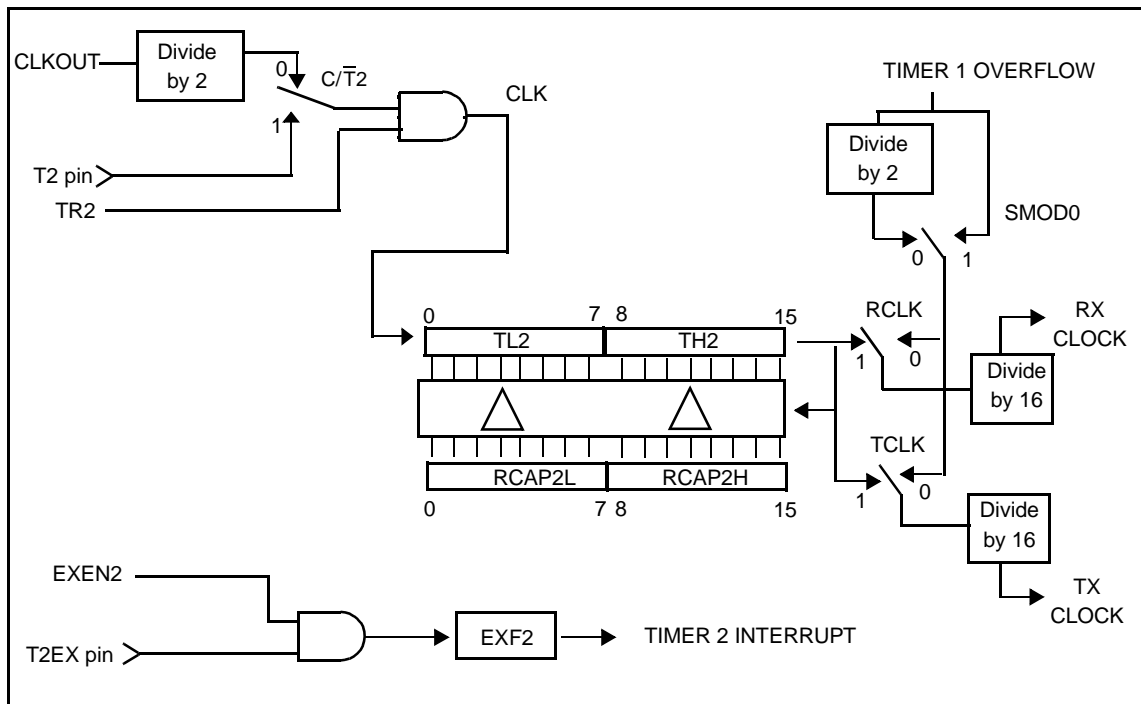 CLKOUT
Divide
by 2
0
C/T̅2
1
CLK
T2 pin
TR2
TIMER 1 OVERFLOW
Divide
by 2
SMOD0
0
1
0
7
8
15
TL2
TH2
RCLK
1
0
RX
CLOCK
Divide
by 16
TCLK
1
0
RCAP2L
RCAP2H
0
7
8
15
Divide
by 16
TX
CLOCK
EXEN2
T2EX pin
EXF2
TIMER 2 INTERRUPT